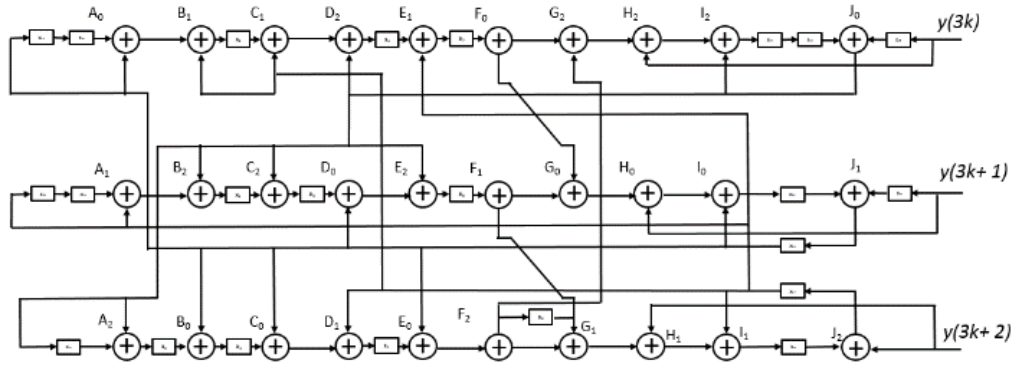 A₀ B₁ C₁ D₂ E₁ F₀ G₂ H₂ I₂ J₀ y(3k)
A₁ B₂ C₂ D₀ E₂ F₁ G₀ H₀ I₀ J₁ y(3k+ 1)
A₂ B₀ C₀ D₁ E₀ F₂ G₁ H₁ I₁ J₂ y(3k+ 2)